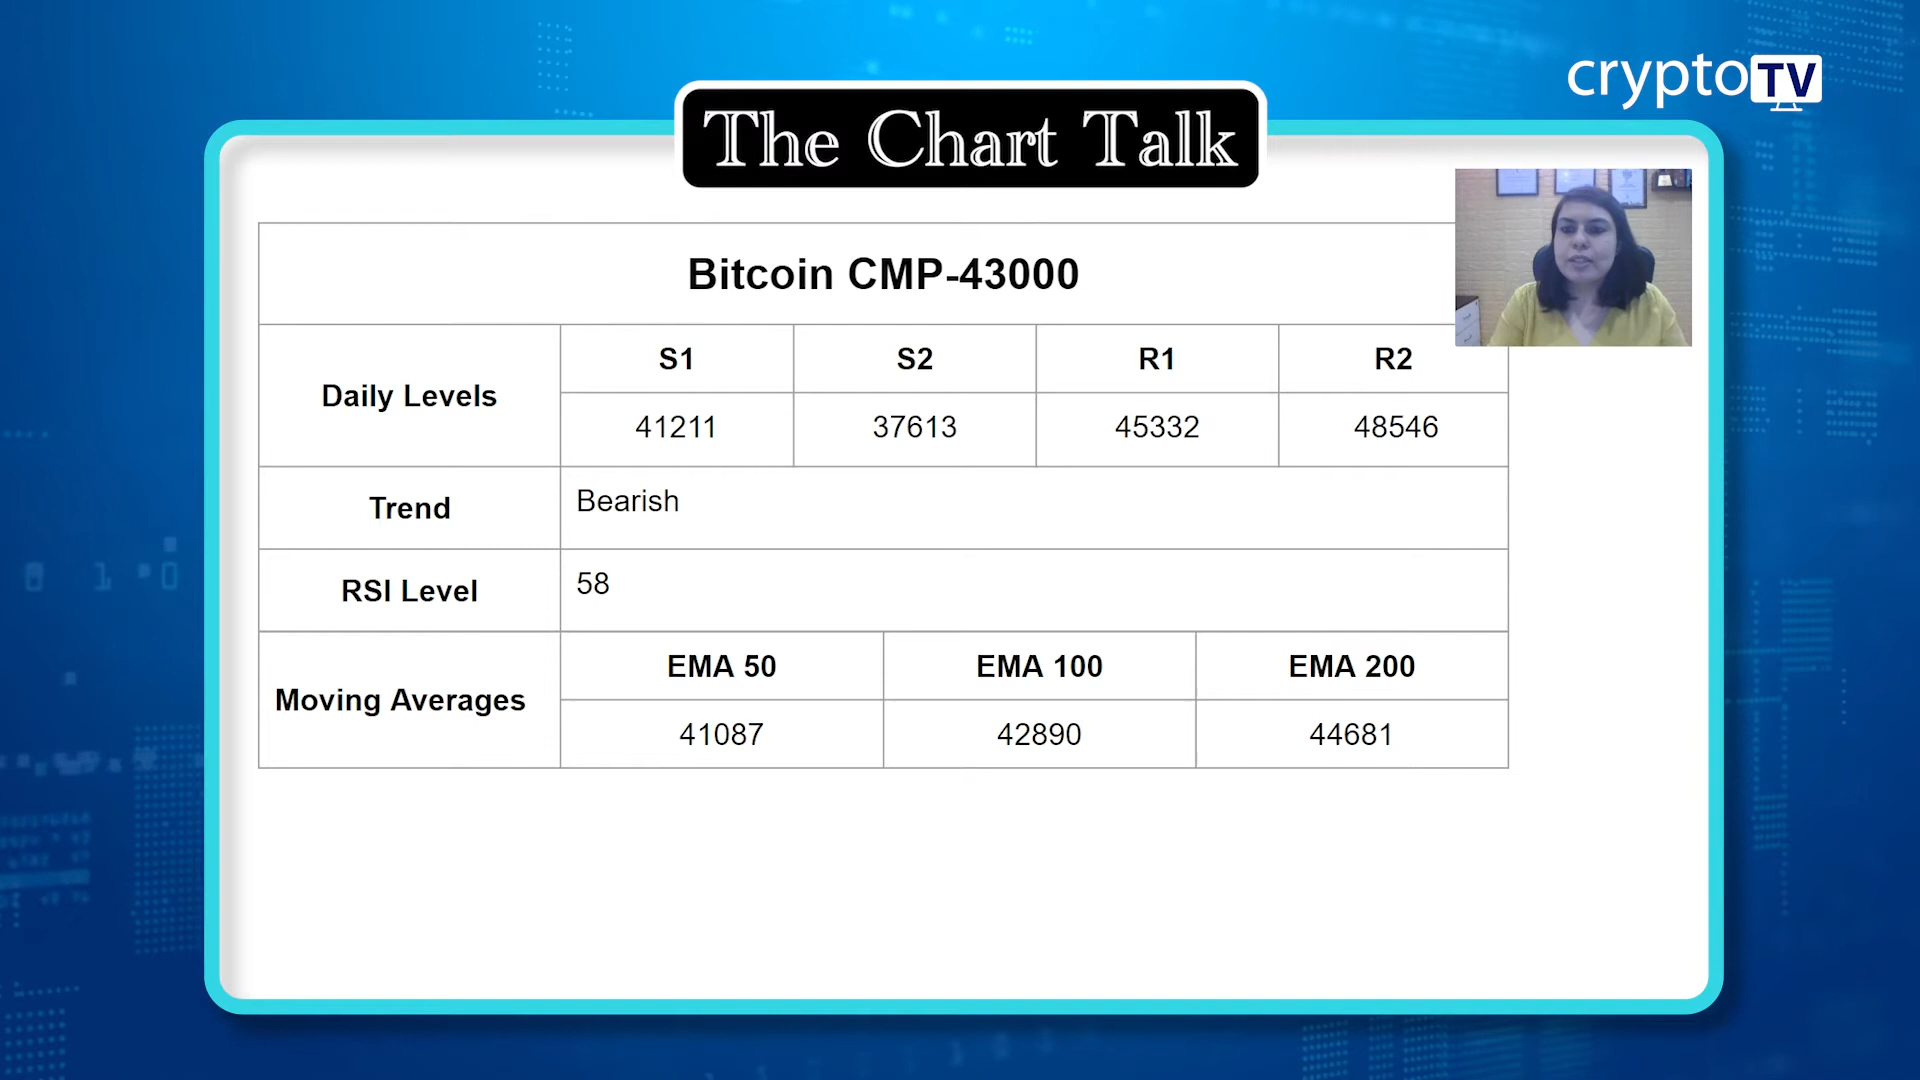 cryptoTV
The Chart Talk
Bitcoin CMP-43000
Daily Levels
S1 S2 R1 R2
41211 37613 45332 48546
Trend Bearish
RSI Level 58
Moving Averages
EMA 50 EMA 100 EMA 200
41087 42890 44681